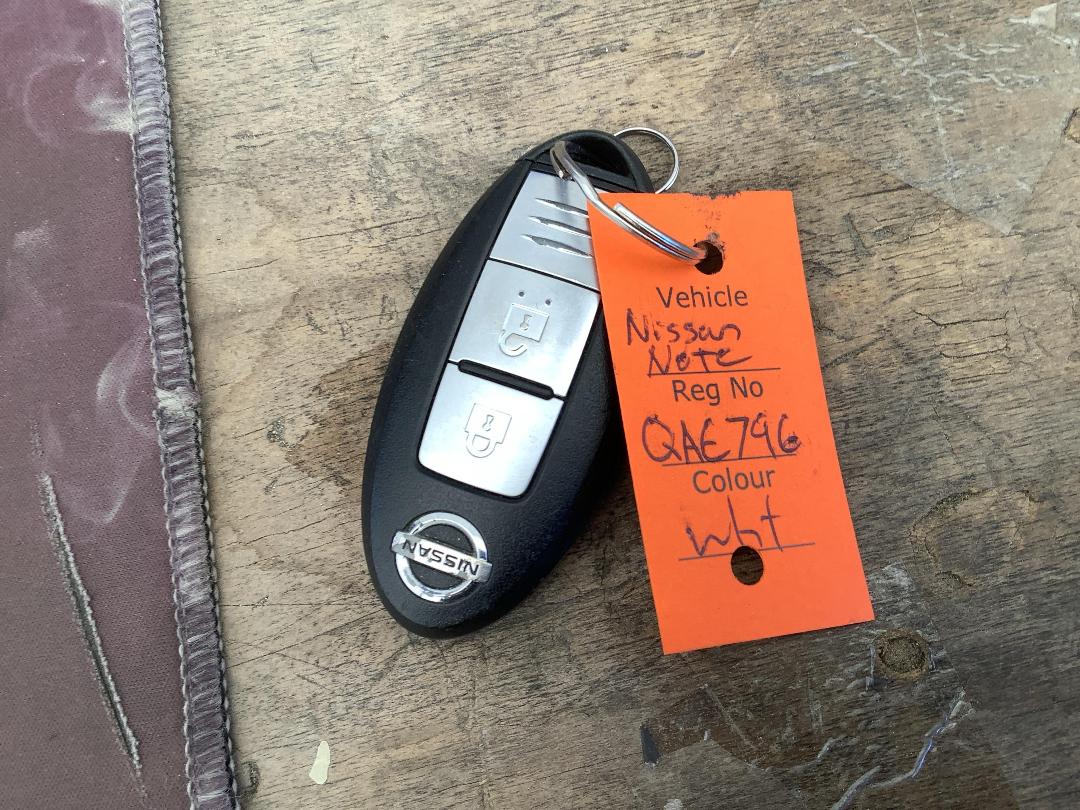 NISSAN
Vehicle
Nissan
Note
Reg No
QAE796
Colour
wht